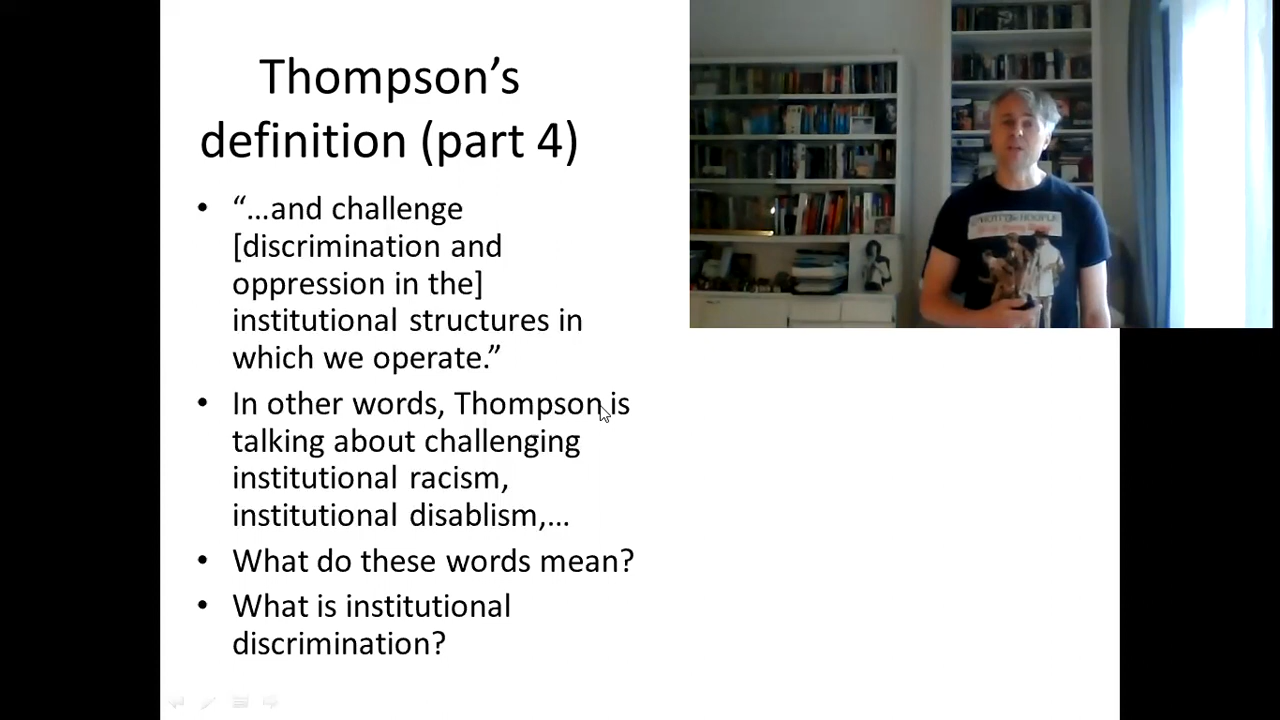 Thompson’s
definition (part 4)
• “…and challenge
[discrimination and
oppression in the]
institutional structures in
which we operate.”
• In other words, Thompson is
talking about challenging
institutional racism,
institutional disablism,…
• What do these words mean?
• What is institutional
discrimination?